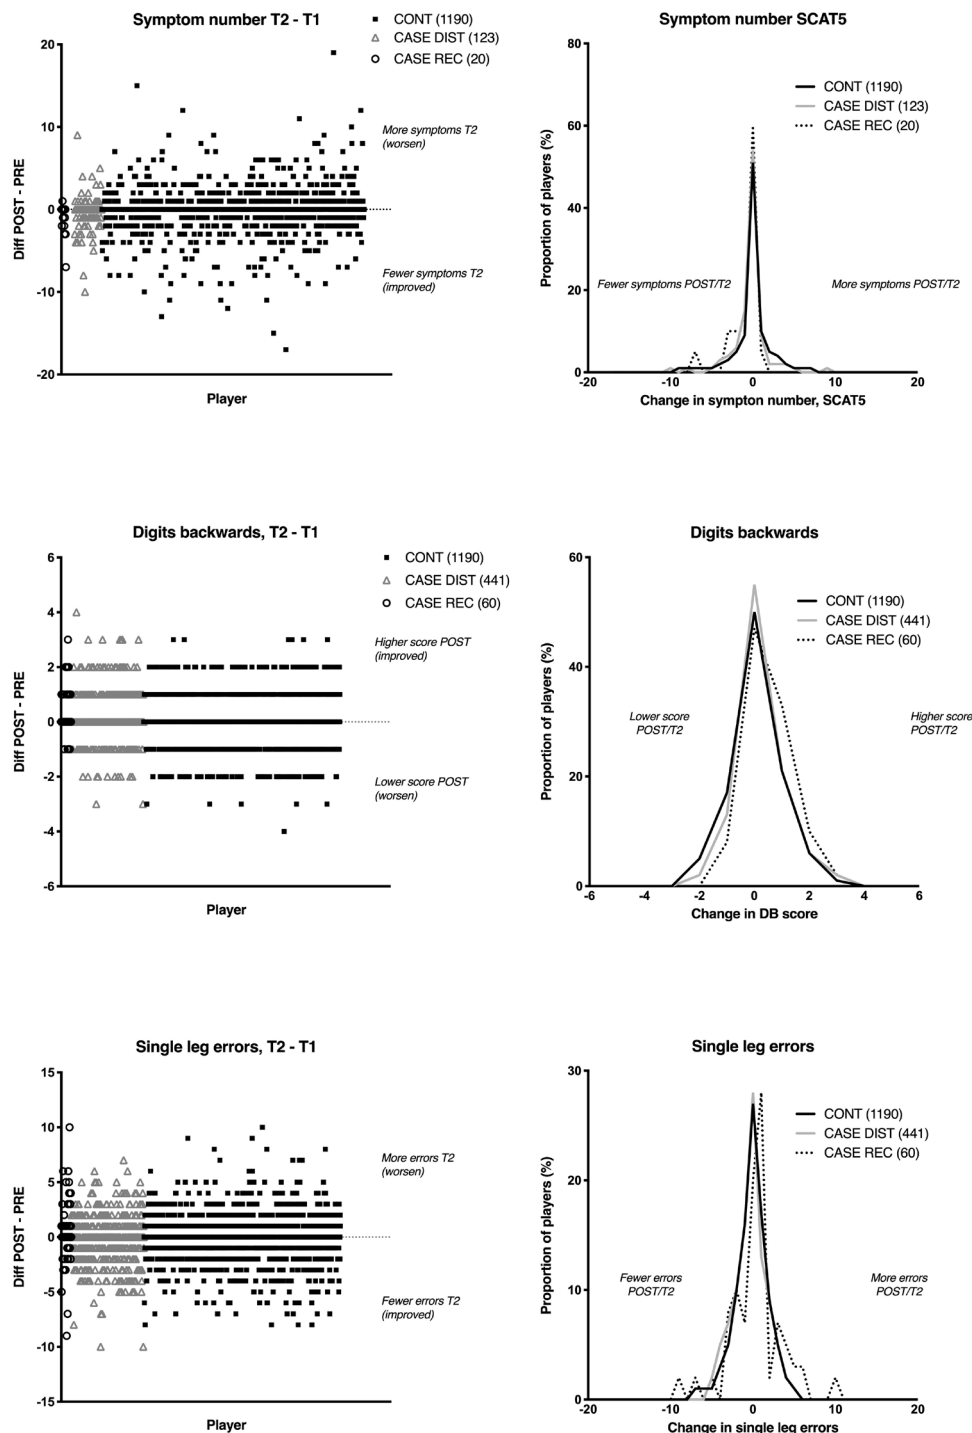 Symptom number T2 - T1
CONT (1190)
CASE DIST (123)
CASE REC (20)
Diff POST - PRE
20
10
0
-10
-20
More symptoms T2
(worsen)
Fewer symptoms T2
(improved)
Player
Symptom number SCAT5
CONT (1190)
CASE DIST (123)
CASE REC (20)
Proportion of players (%)
80
60
40
20
0
Fewer symptoms POST/T2
More symptoms POST/T2
-20 -10 0 10 20
Change in sympton number, SCAT5
Digits backwards, T2 - T1
CONT (1190)
CASE DIST (441)
CASE REC (60)
Diff POST - PRE
6
4
2
0
-2
-4
-6
Higher score POST
(improved)
Lower score POST
(worsen)
Player
Digits backwards
CONT (1190)
CASE DIST (441)
CASE REC (60)
Proportion of players (%)
60
40
20
0
Lower score
POST/T2
Higher score
POST/T2
-6 -4 -2 0 2 4 6
Change in DB score
Single leg errors, T2 - T1
Diff POST - PRE
15
10
5
0
-5
-10
-15
More errors T2
(worsen)
Fewer errors T2
(improved)
Player
Single leg errors
CONT (1190)
CASE DIST (441)
CASE REC (60)
Proportion of players (%)
30
20
10
0
Fewer errors
POST/T2
More errors
POST/T2
-20 -10 0 10 20
Change in single leg errors